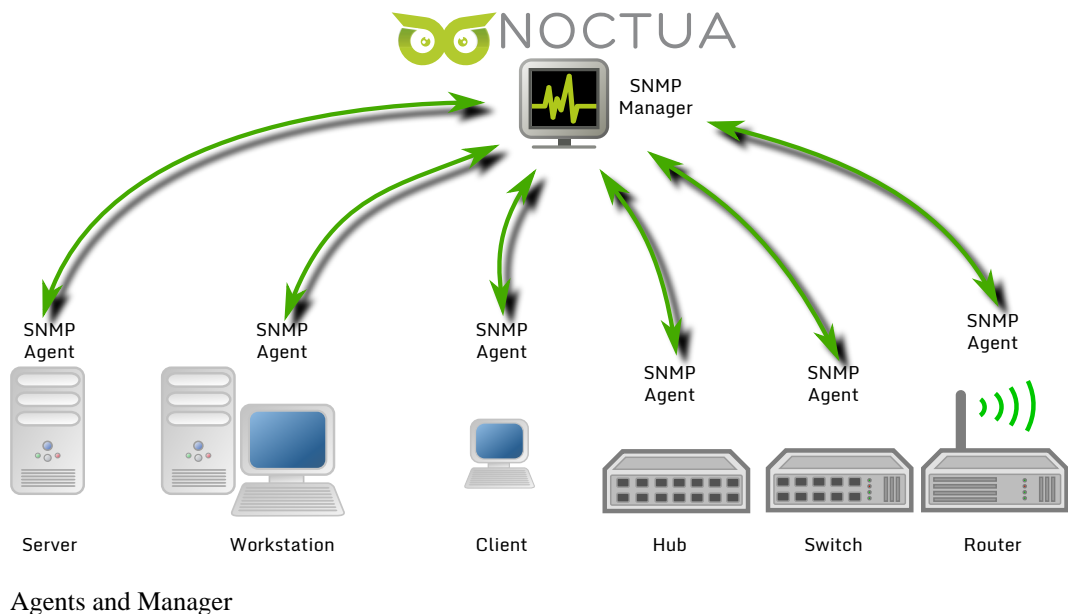 NOCTUA
SNMP
Manager
SNMP
Agent
SNMP
Agent
SNMP
Agent
SNMP
Agent
SNMP
Agent
SNMP
Agent
Server
Workstation
Client
Hub
Switch
Router
Agents and Manager